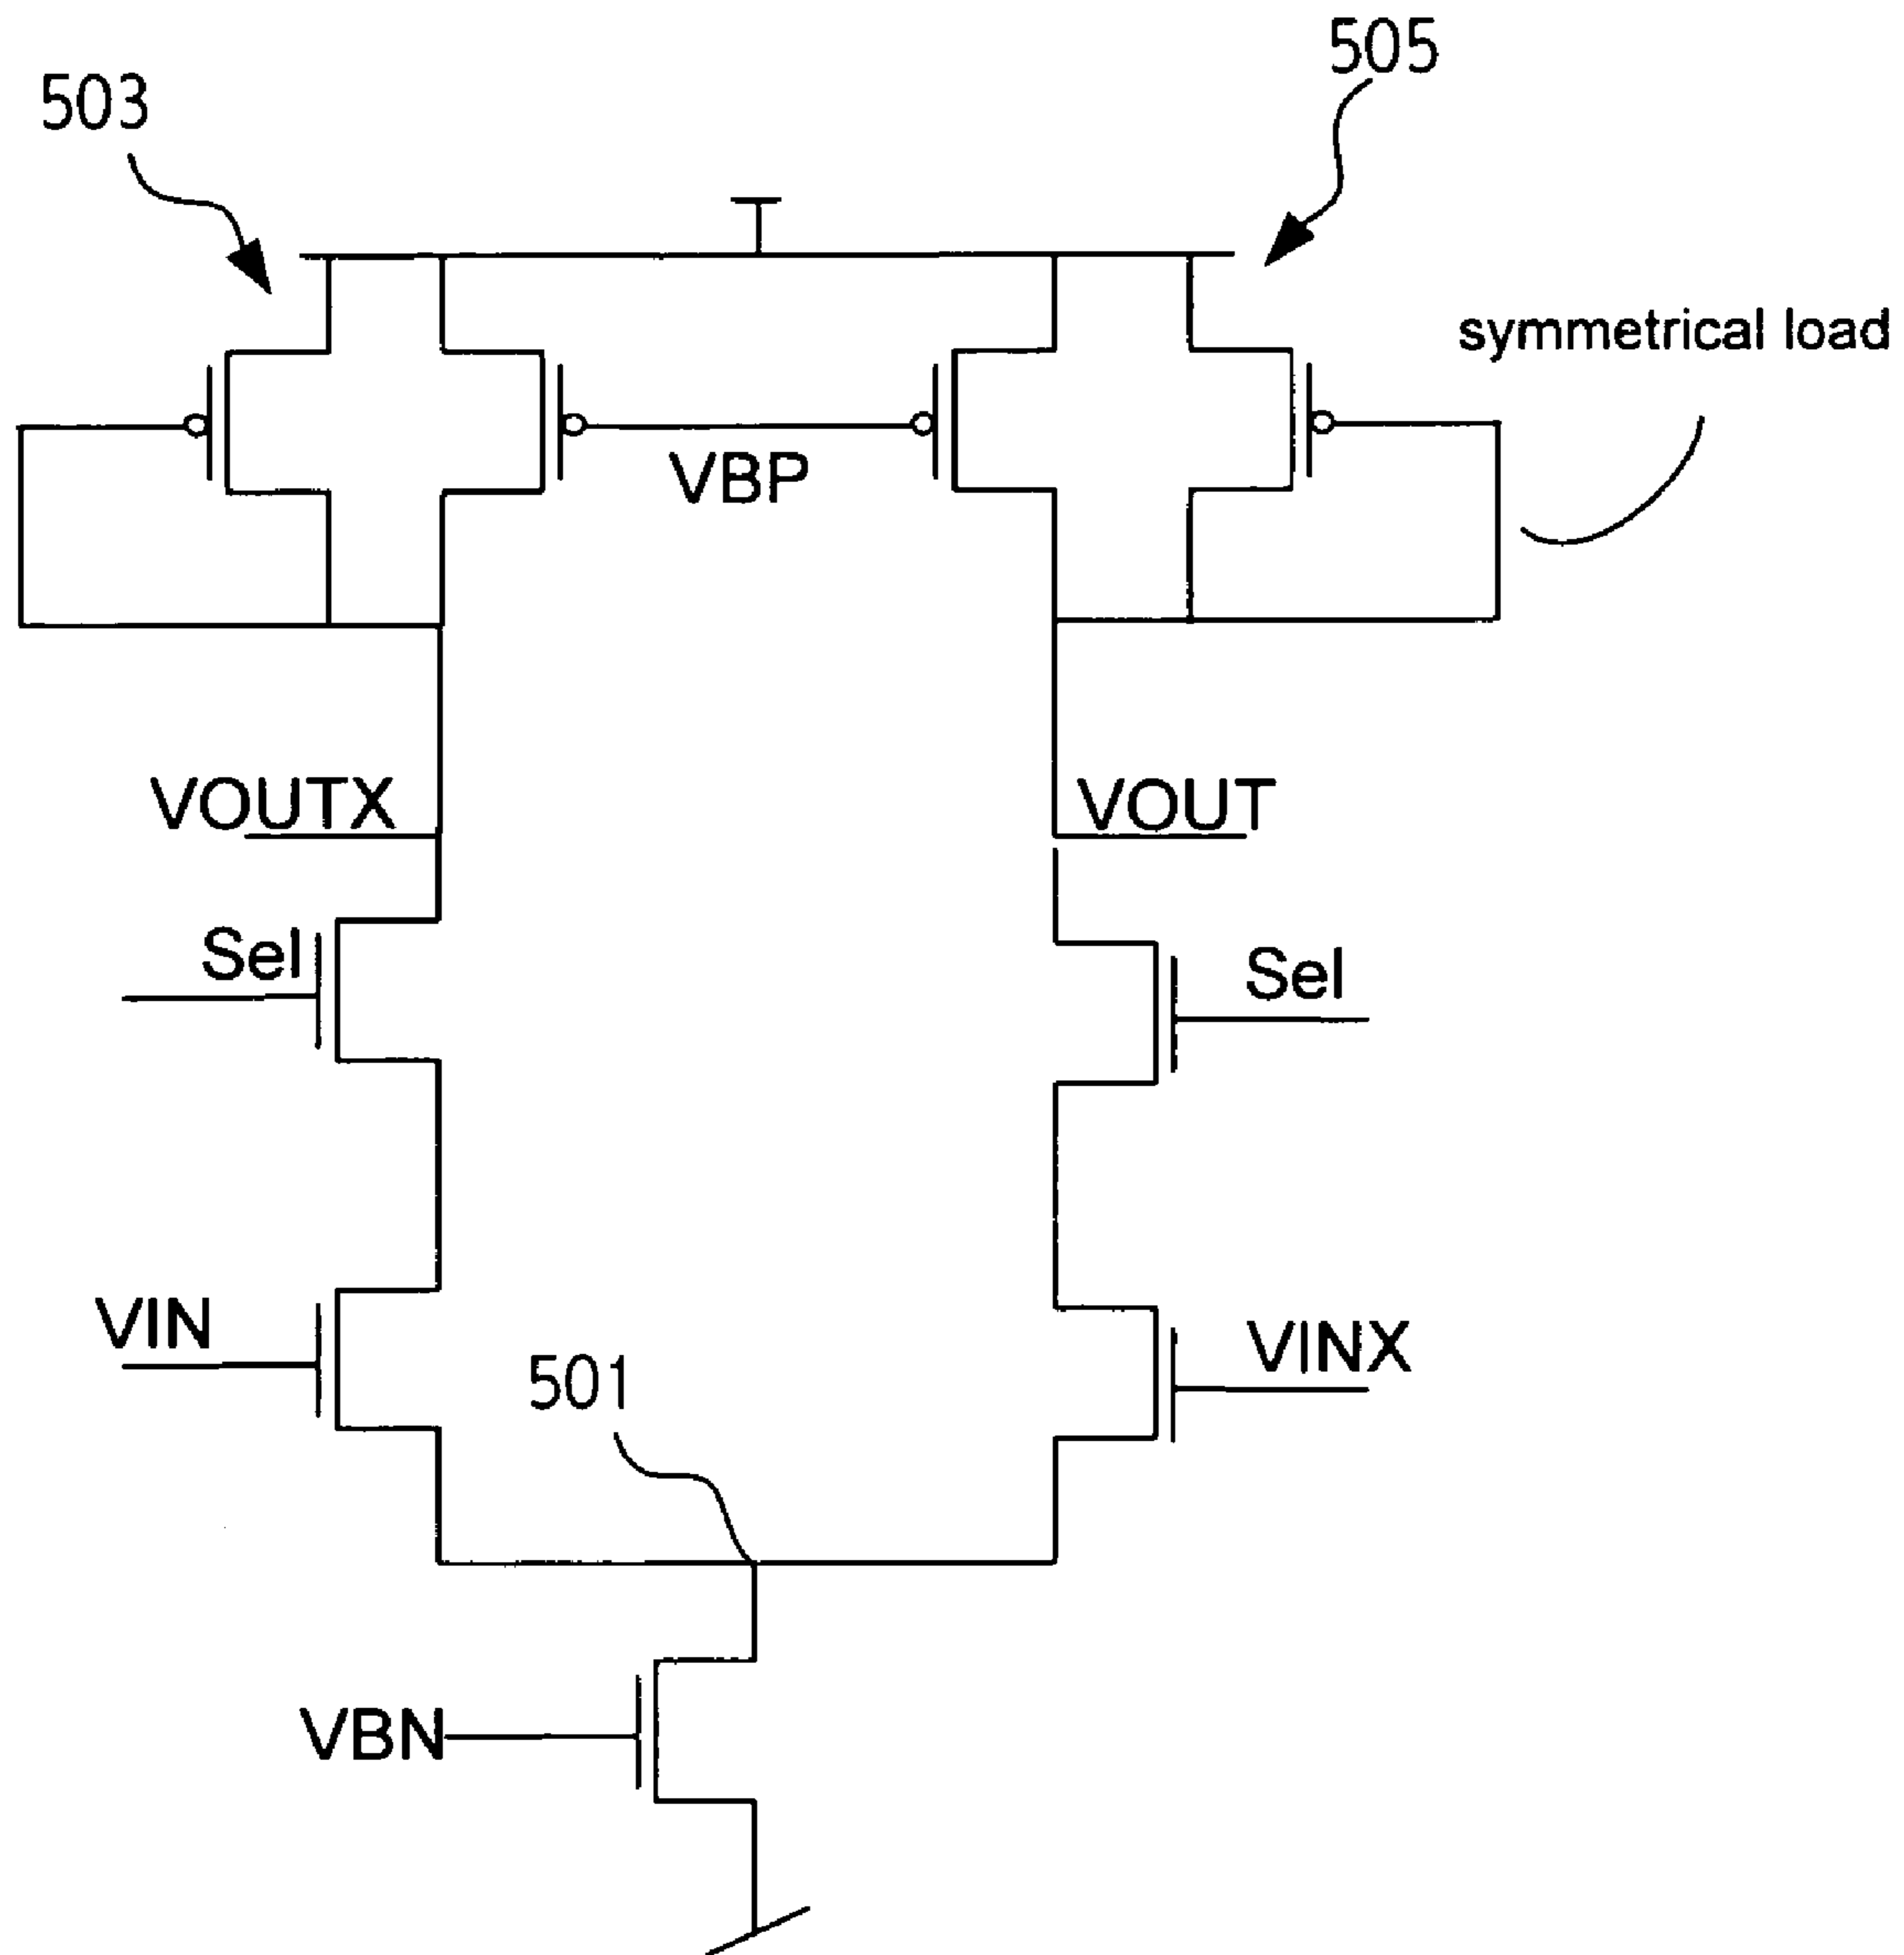 505
503
symmetrical load
VBP
VOUTX
VOUT
Sel
Sel
VIN
VINX
501
VBN